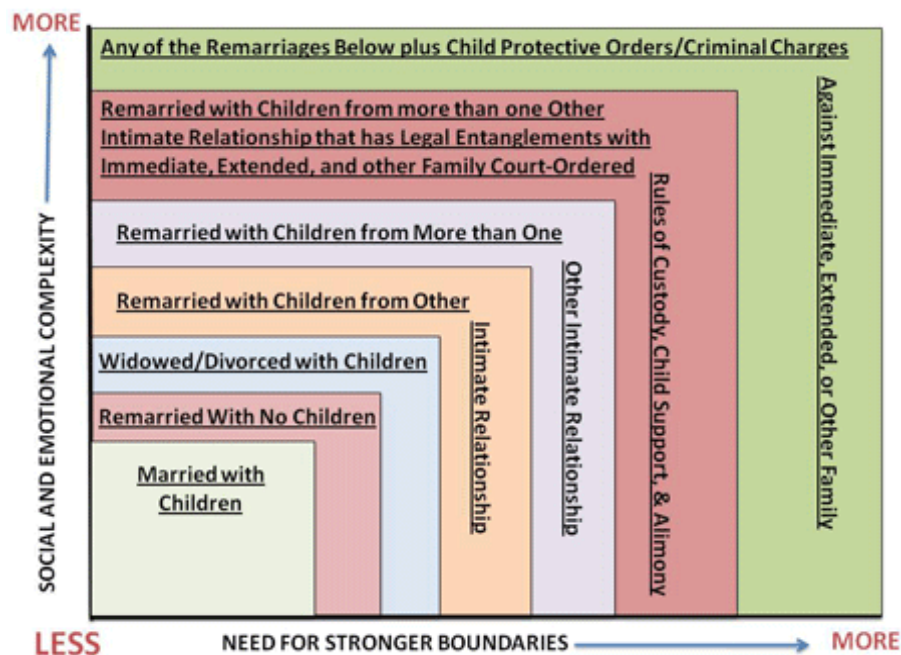 MORE
Any of the Remarriages Below plus Child Protective Orders/Criminal Charges
Against Immediate, Extended, or Other Family
Remarried with Children from more than one Other
Intimate Relationship that has Legal Entanglements with
Immediate, Extended, and other Family Court-Ordered
Rules of Custody, Child Support, & Alimony
Remarried with Children from More than One
Other Intimate Relationship
Remarried with Children from Other
Intimate Relationship
Widowed/Divorced with Children
Remarried With No Children
Married with
Children
SOCIAL AND EMOTIONAL COMPLEXITY
LESS
NEED FOR STRONGER BOUNDARIES
MORE